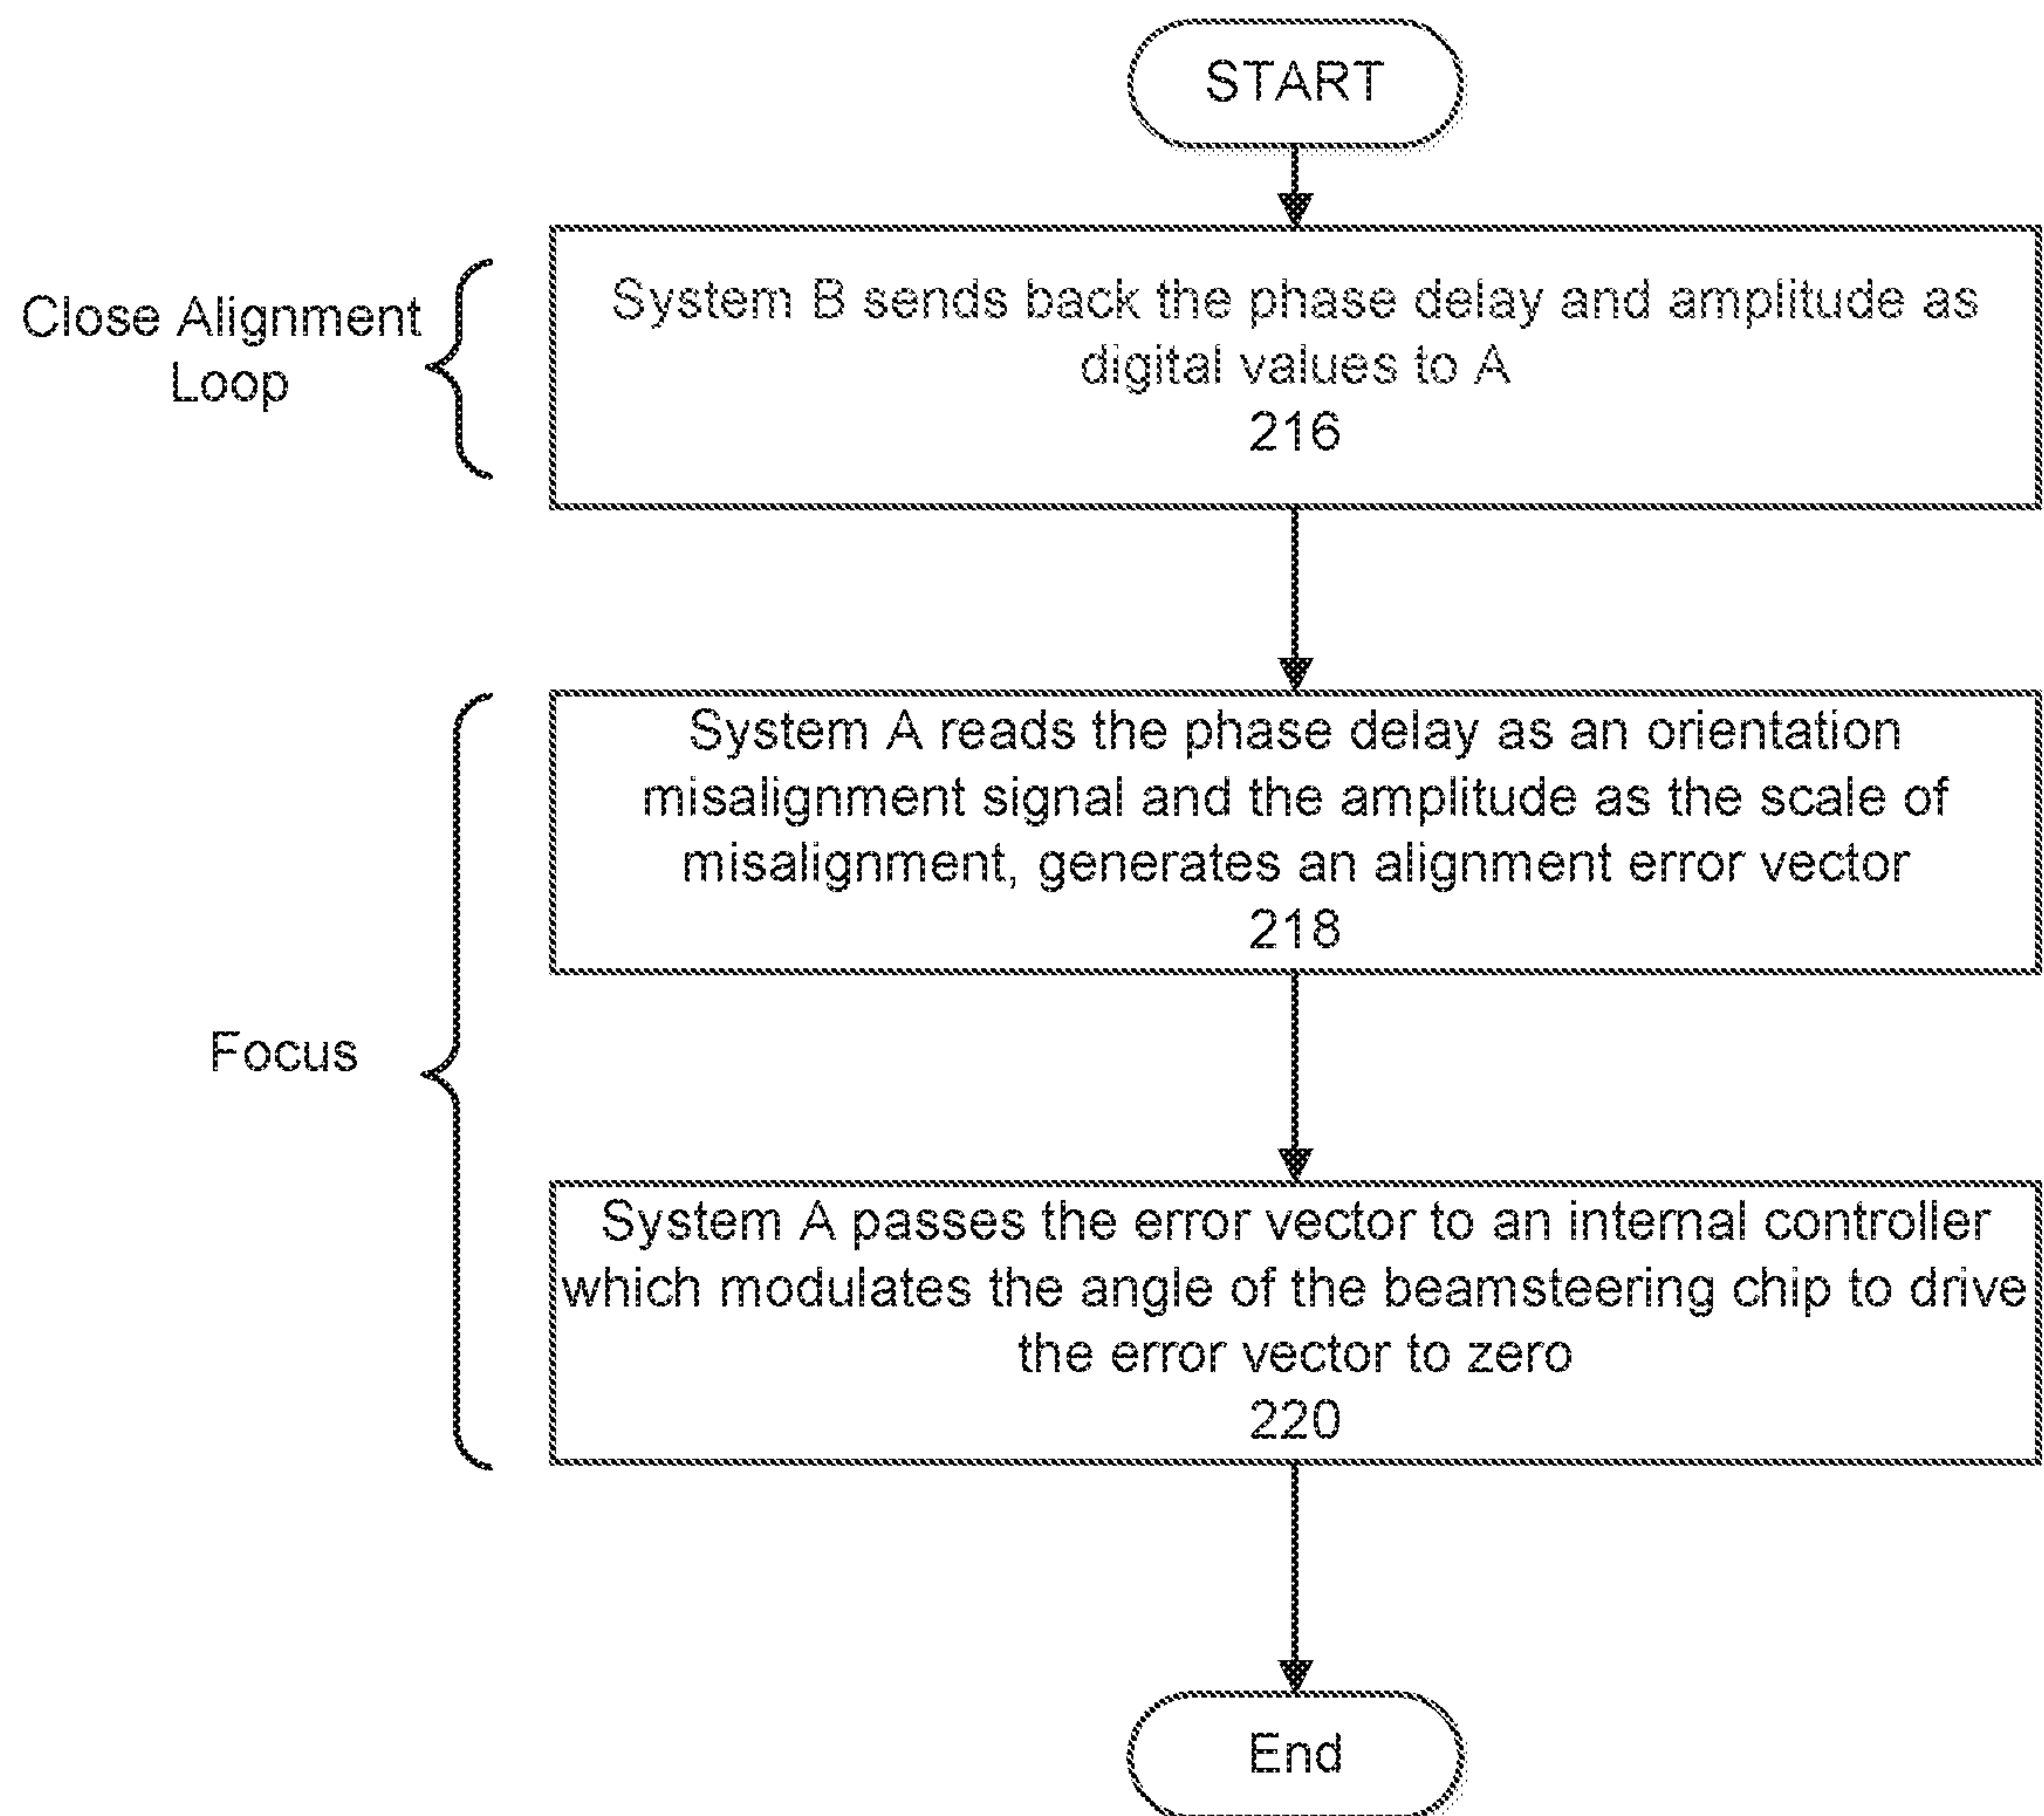 START
Close Alignment
Loop
System B sends back the phase delay and amplitude as
digital values to A
216
System A reads the phase delay as an orientation
misalignment signal and the amplitude as the scale of
misalignment, generates an alignment error vector
218
Focus
System A passes the error vector to an internal controller
which modulates the angle of the beamsteering chip to drive
the error vector to zero
220
End